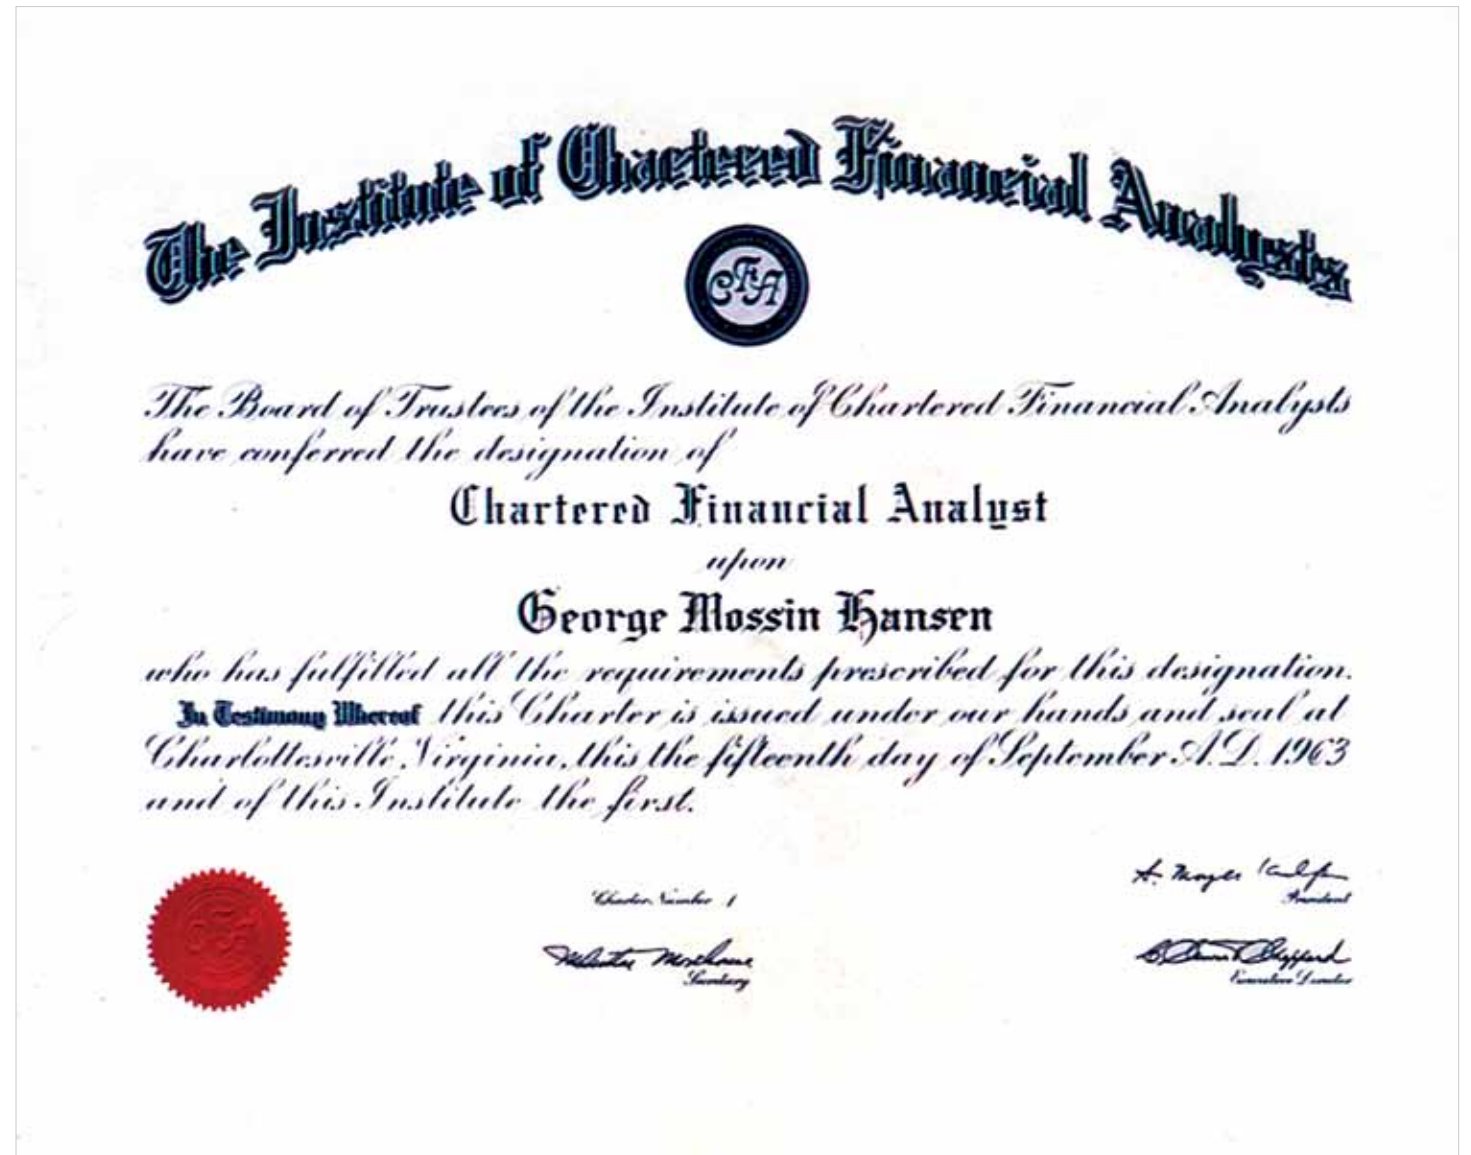 The Institute of Chartered Financial Analysts
CFA
The Board of Trustees of the Institute of Chartered Financial Analysts
have conferred the designation of
Chartered Financial Analyst
upon
George Mossin Hansen
who has fulfilled all the requirements prescribed for this designation.
In Testimony Whereof this Charter is issued under our hands and seal at
Charlottesville, Virginia, this the fifteenth day of September A.D. 1963
and of this Institute the first.
CFA
Charter Number 1
President
Secretary
Executive Director